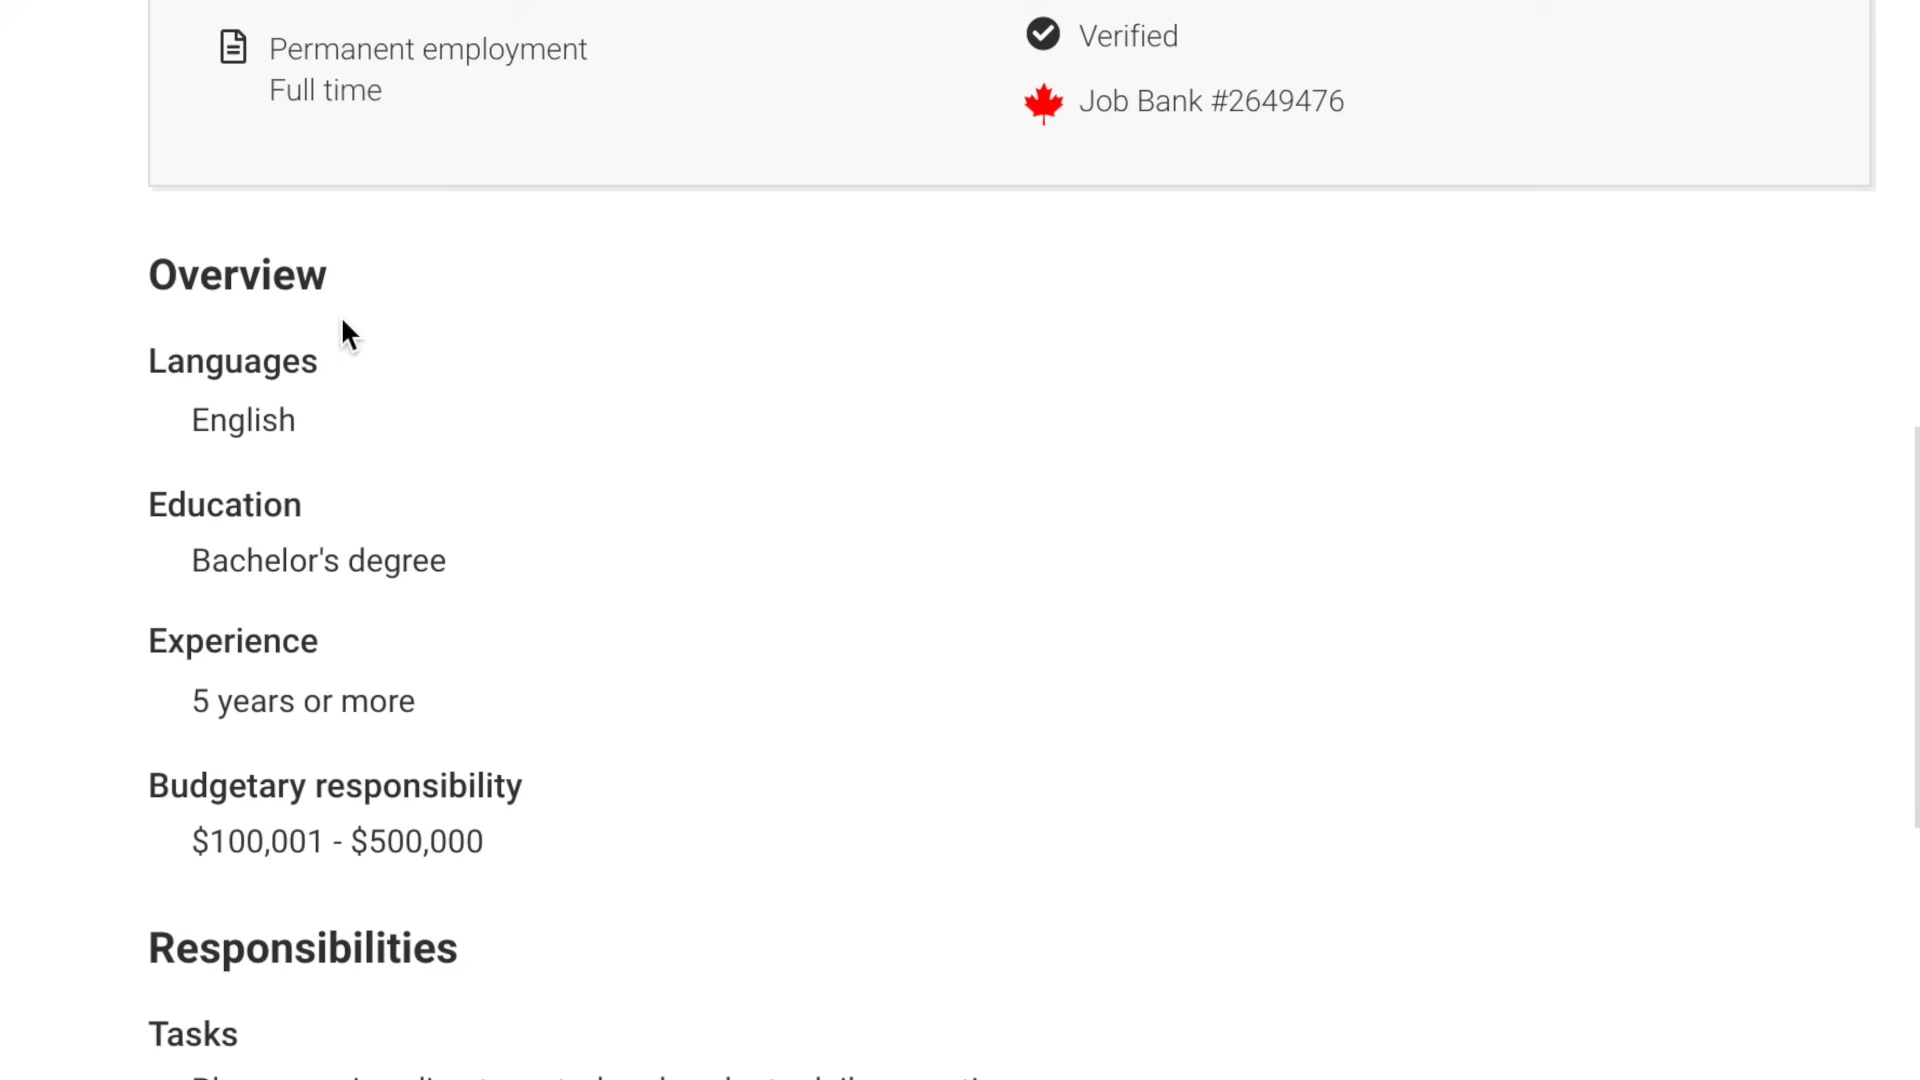 Permanent employment
Full time
Verified
Job Bank #2649476
Overview
Languages
English
Education
Bachelor's degree
Experience
5 years or more
Budgetary responsibility
$100,001 - $500,000
Responsibilities
Tasks